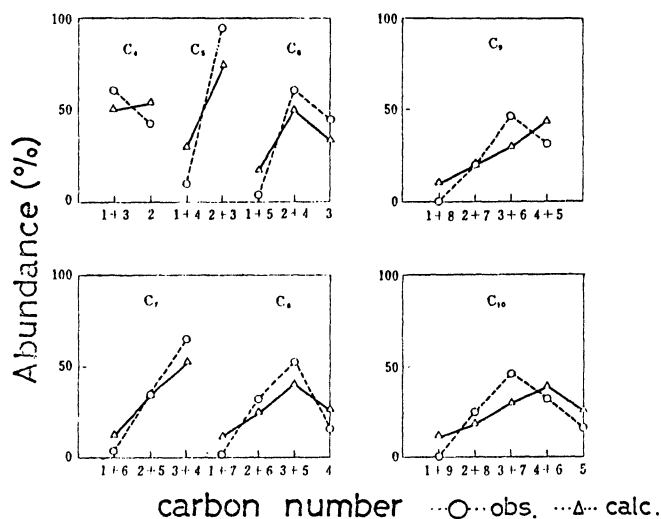 Abundance (%)
100
50
0
C₄ C₅ C₆
1+3 2 1+4 2+3 1+5 2+4 3
100
50
0
C₉
1+8 2+7 3+6 4+5
100
50
0
C₇ C₈
1+6 2+5 3+4 1+7 2+6 3+5 4
100
50
0
C₁₀
1+9 2+8 3+7 4+6 5
carbon number ···O··· obs. ···Δ··· calc.